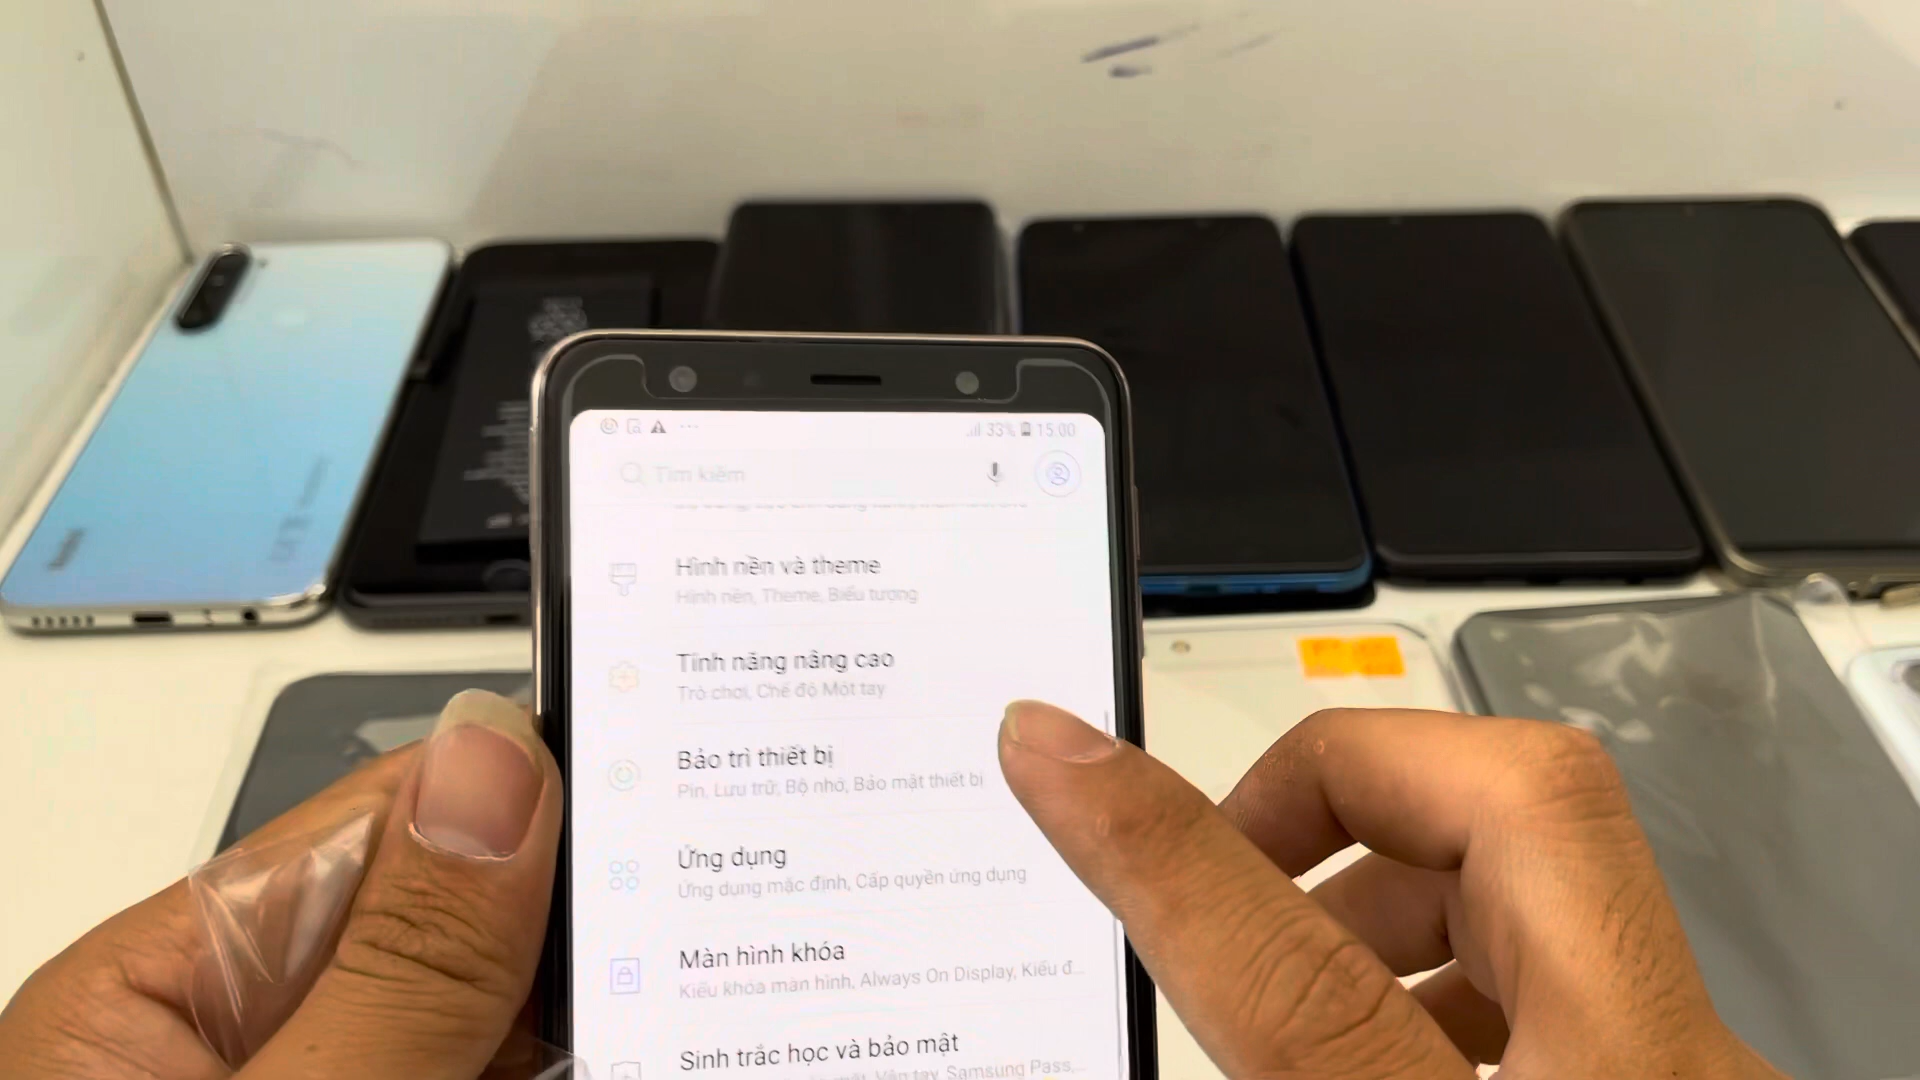 33% 15:00
Tìm kiếm
Hình nền và theme
Hình nền, Theme, Biểu tượng
Tính năng nâng cao
Trò chơi, Chế độ Một tay
Bảo trì thiết bị
Pin, Lưu trữ, Bộ nhớ, Bảo mật thiết bị
Ứng dụng
Ứng dụng mặc định, Cấp quyền ứng dụng
Màn hình khóa
Kiểu khóa màn hình, Always On Display, Kiểu đ...
Sinh trắc học và bảo mật
Vân tay, Samsung Pass,...
Redmi